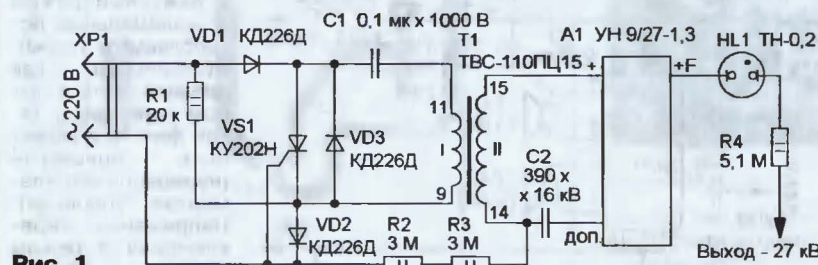 C1 0,1 мк x 1000 В
XP1
VD1 КД226Д
T1
ТВС-110ПЦ15
A1 УН 9/27-1,3
HL1 ТН-0,2
~ 220 В
R1
20 к
VS1
КУ202Н
VD3
КД226Д
11
I
9
15
II
14
+
+F
C2
390 x
x 16 кВ
ДОП.
R4
5,1 М
VD2
КД226Д
R2
3 М
R3
3 М
Выход - 27 кВ
Рис. 1